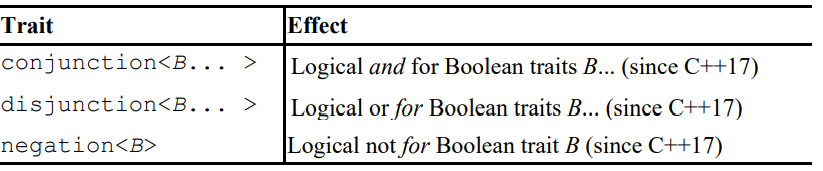 Trait Effect
conjunction<B... > Logical and for Boolean traits B... (since C++17)
disjunction<B... > Logical or for Boolean traits B... (since C++17)
negation<B> Logical not for Boolean trait B (since C++17)